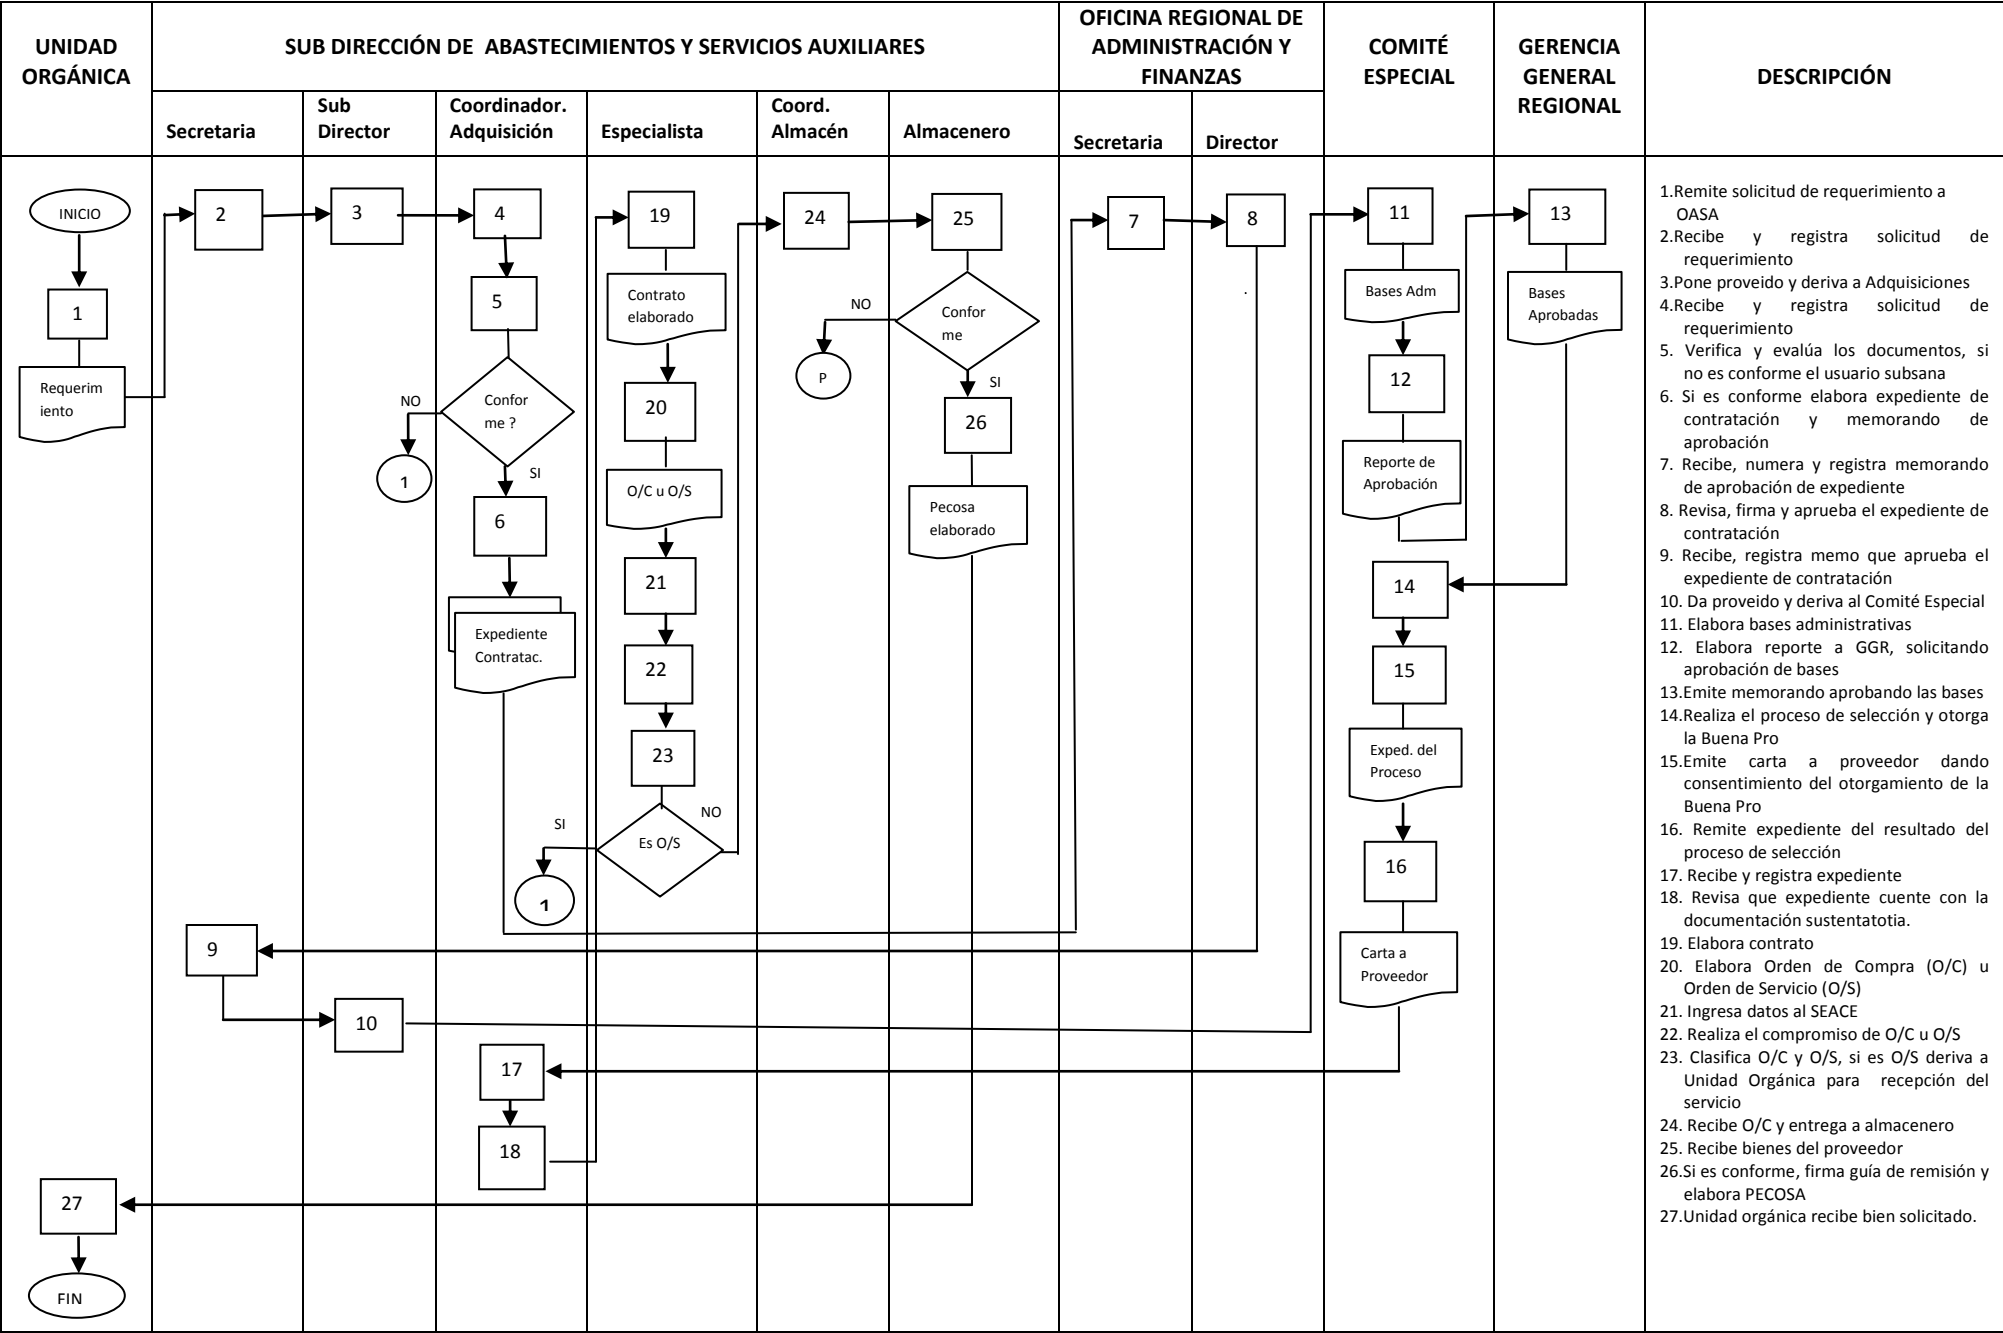 UNIDAD
ORGÁNICA
SUB DIRECCIÓN DE ABASTECIMIENTOS Y SERVICIOS AUXILIARES
OFICINA REGIONAL DE
ADMINISTRACIÓN Y
FINANZAS
COMITÉ
ESPECIAL
GERENCIA
GENERAL
REGIONAL
DESCRIPCIÓN
Secretaria
Sub
Director
Coordinador.
Adquisición
Especialista
Coord.
Almacén
Almacenero
Secretaria
Director
INICIO
1
Requerim
iento
27
FIN
2
9
3
10
4
5
Confor
me ?
NO
1
SI
6
Expediente
Contratac.
17
18
19
Contrato
elaborado
20
O/C u O/S
21
22
23
Es O/S
SI
1
NO
24
25
Confor
me
NO
P
SI
26
Pecosa
elaborado
7
8
.
11
Bases Adm
12
Reporte de
Aprobación
14
15
Exped. del
Proceso
16
Carta a
Proveedor
13
Bases
Aprobadas
1.Remite solicitud de requerimiento a
OASA
2.Recibe y registra solicitud de
requerimiento
3.Pone proveido y deriva a Adquisiciones
4.Recibe y registra solicitud de
requerimiento
5. Verifica y evalúa los documentos, si
no es conforme el usuario subsana
6. Si es conforme elabora expediente de
contratación y memorando de
aprobación
7. Recibe, numera y registra memorando
de aprobación de expediente
8. Revisa, firma y aprueba el expediente de
contratación
9. Recibe, registra memo que aprueba el
expediente de contratación
10. Da proveido y deriva al Comité Especial
11. Elabora bases administrativas
12. Elabora reporte a GGR, solicitando
aprobación de bases
13.Emite memorando aprobando las bases
14.Realiza el proceso de selección y otorga
la Buena Pro
15.Emite carta a proveedor dando
consentimiento del otorgamiento de la
Buena Pro
16. Remite expediente del resultado del
proceso de selección
17. Recibe y registra expediente
18. Revisa que expediente cuente con la
documentación sustentatotia.
19. Elabora contrato
20. Elabora Orden de Compra (O/C) u
Orden de Servicio (O/S)
21. Ingresa datos al SEACE
22. Realiza el compromiso de O/C u O/S
23. Clasifica O/C y O/S, si es O/S deriva a
Unidad Orgánica para recepción del
servicio
24. Recibe O/C y entrega a almacenero
25. Recibe bienes del proveedor
26.Si es conforme, firma guía de remisión y
elabora PECOSA
27.Unidad orgánica recibe bien solicitado.